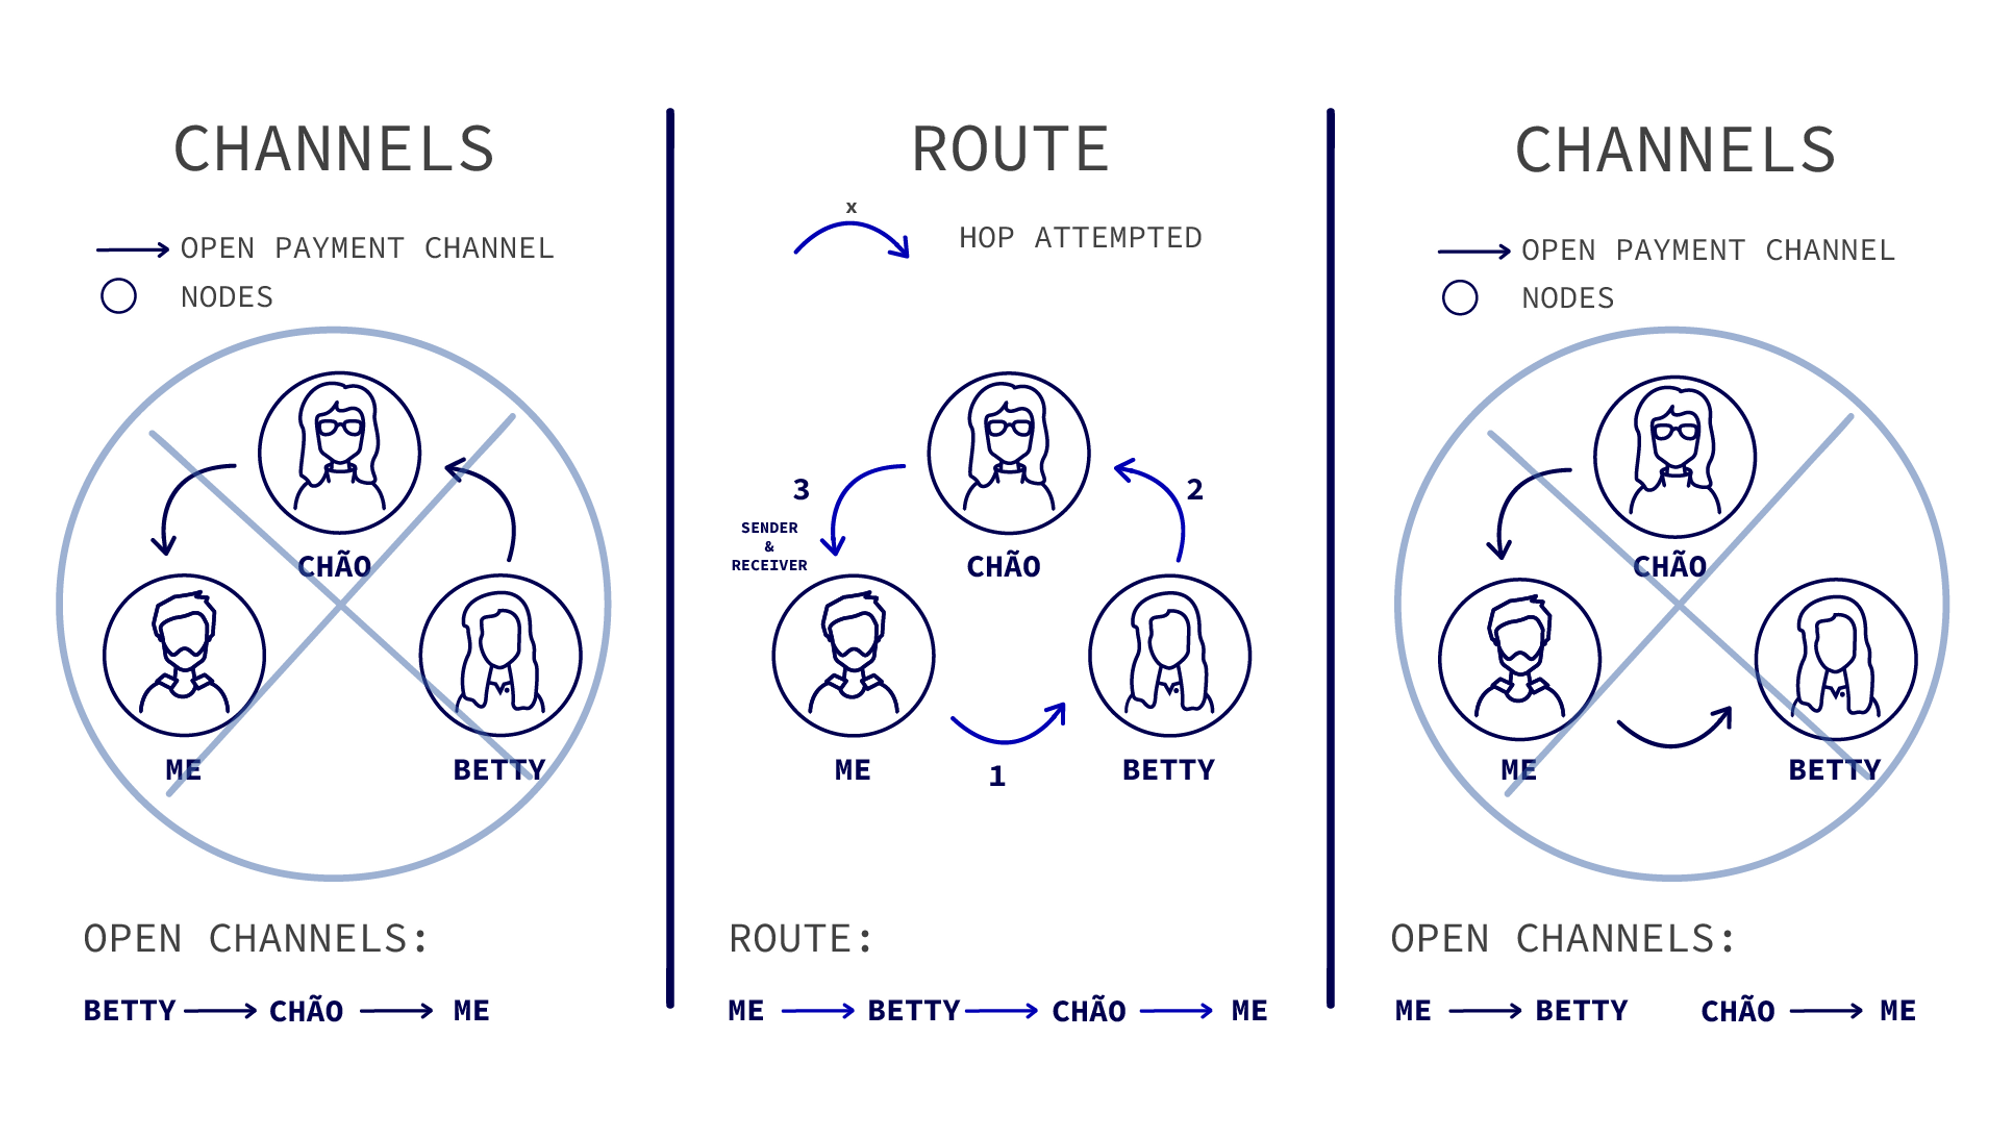 CHANNELS
OPEN PAYMENT CHANNEL
NODES
CHÃO
ME
BETTY
OPEN CHANNELS:
BETTY → CHÃO → ME
ROUTE
x
HOP ATTEMPTED
3
2
SENDER
&
RECEIVER
CHÃO
ME
BETTY
1
ROUTE:
ME → BETTY → CHÃO → ME
CHANNELS
OPEN PAYMENT CHANNEL
NODES
CHÃO
ME
BETTY
OPEN CHANNELS:
ME → BETTY CHÃO → ME